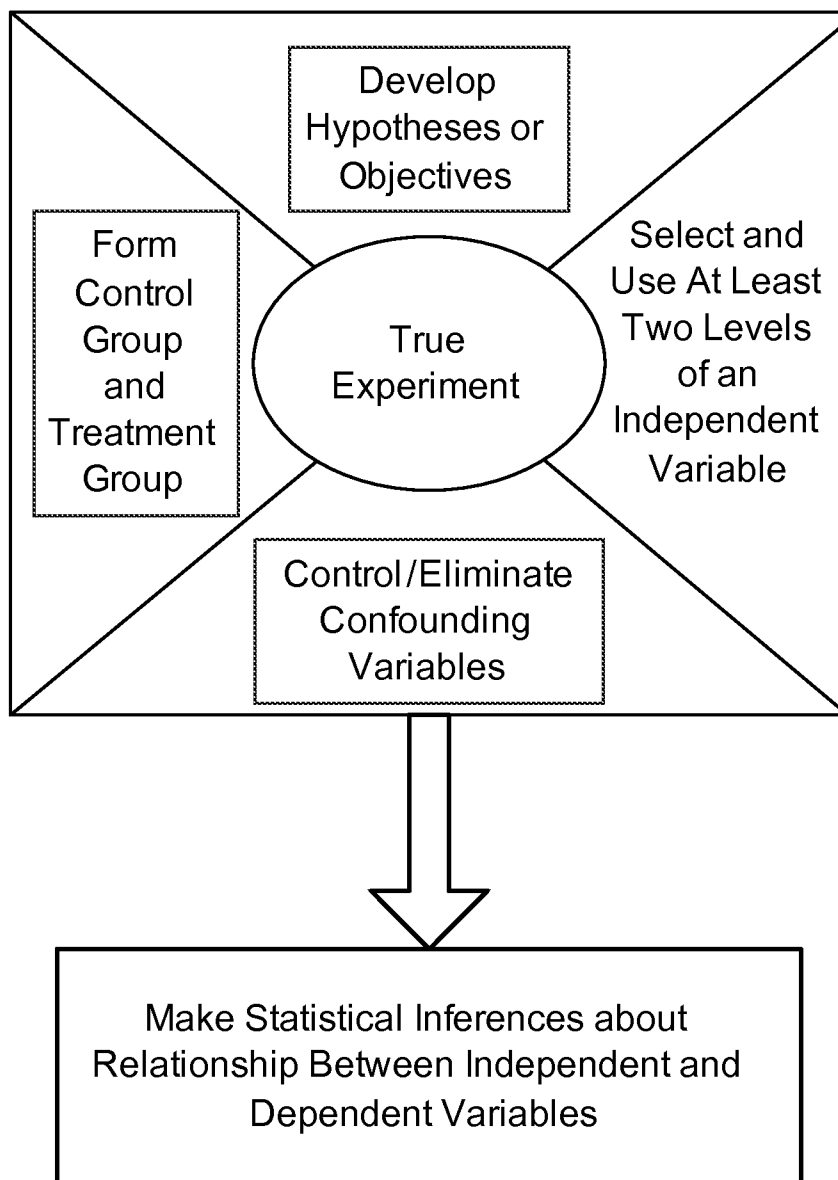 Develop
Hypotheses or
Objectives
Form
Control
Group
and
Treatment
Group
True
Experiment
Select and
Use At Least
Two Levels
of an
Independent
Variable
Control/Eliminate
Confounding
Variables
Make Statistical Inferences about
Relationship Between Independent and
Dependent Variables